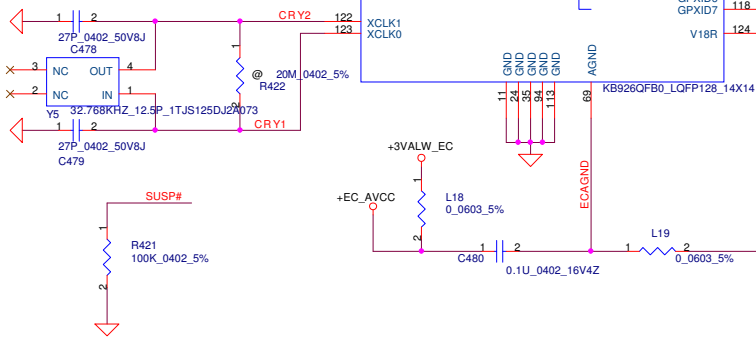 GPXID7
118
V18R
124
CRY2
122
XCLK1
123
XCLK0
1
2
27P_0402_50V8J
C478
3
NC
OUT
4
2
NC
IN
1
Y5
32.768KHZ_12.5P_1TJS125DJ2A073
1
@
20M_0402_5%
R422
2
CRY1
1
2
27P_0402_50V8J
C479
GND
GND
GND
GND
GND
AGND
11
24
35
94
113
69
KB926QFB0_LQFP128_14X14
ECAGND
+3VALW_EC
1
L18
0_0603_5%
2
+EC_AVCC
1
2
C480
0.1U_0402_16V4Z
L19
1
2
0_0603_5%
SUSP#
1
R421
100K_0402_5%
2